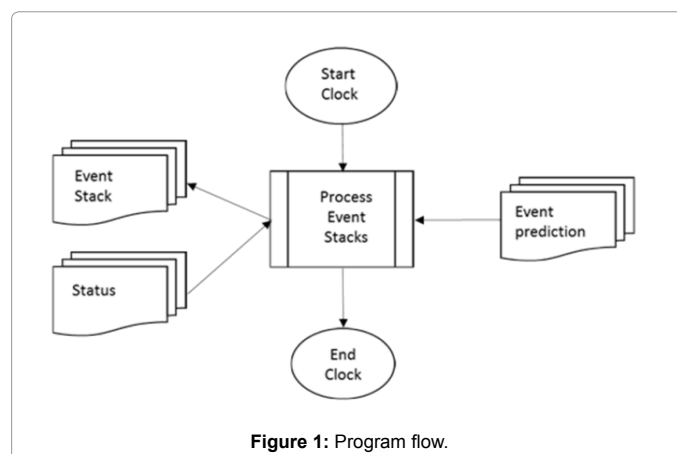 Start
Clock
Event
Stack
Process
Event
Stacks
Event
prediction
Status
End
Clock
Figure 1: Program flow.